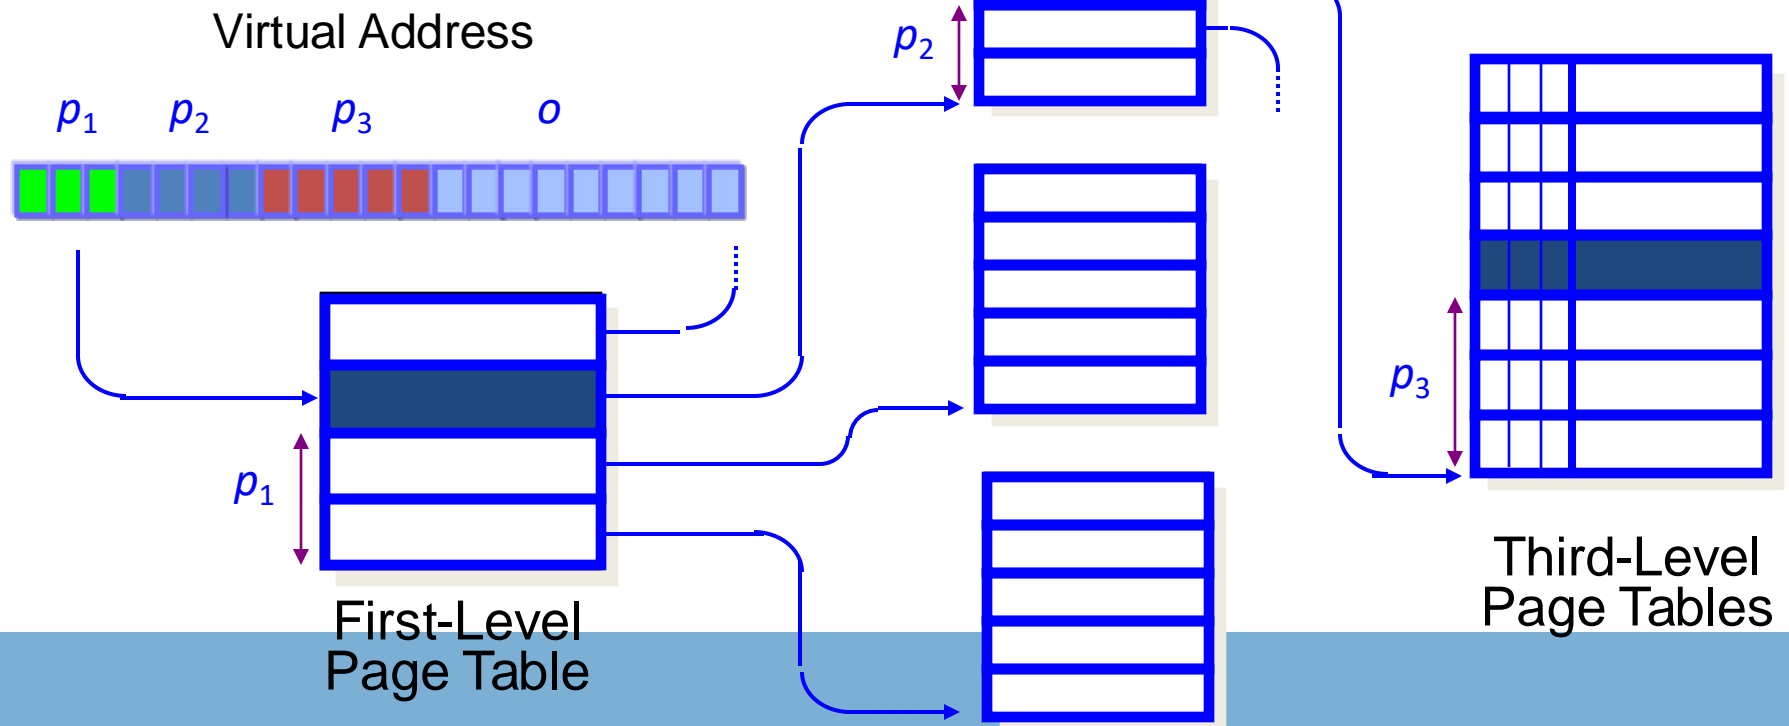 Virtual Address
p₁ p₂ p₃ o
p₂
p₁
p₃
First-Level
Page Table
Third-Level
Page Tables